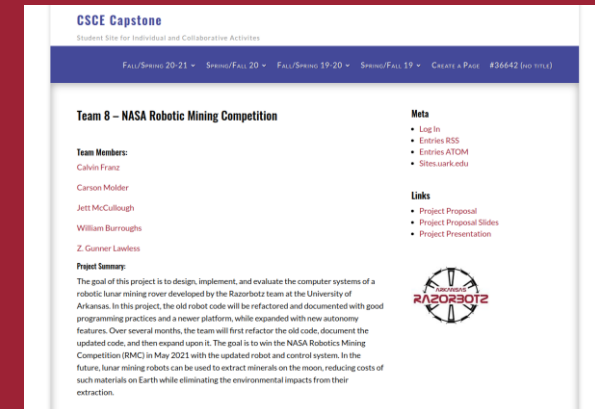 CSCE Capstone
Student Site for Individual and Collaborative Activites
Fall/Spring 20-21 Spring/Fall 20 Fall/Spring 19-20 Spring/Fall 19 Create a Page #36642 (no title)
Team 8 – NASA Robotic Mining Competition
Team Members:
Calvin Franz
Carson Molder
Jett McCullough
William Burroughs
Z. Gunner Lawless
Project Summary:
The goal of this project is to design, implement, and evaluate the computer systems of a
robotic lunar mining rover developed by the Razorbotz team at the University of
Arkansas. In this project, the old robot code will be refactored and documented with good
programming practices and a newer platform, while expanded with new autonomy
features. Over several months, the team will first refactor the old code, document the
updated code, and then expand upon it. The goal is to win the NASA Robotics Mining
Competition (RMC) in May 2021 with the updated robot and control system. In the
future, lunar mining robots can be used to extract minerals on the moon, reducing costs of
such materials on Earth while eliminating the environmental impacts from their
extraction.
Meta
Log In
Entries RSS
Entries ATOM
Sites.uark.edu
Links
Project Proposal
Project Proposal Slides
Project Presentation
ARKANSAS
RAZORBOTZ